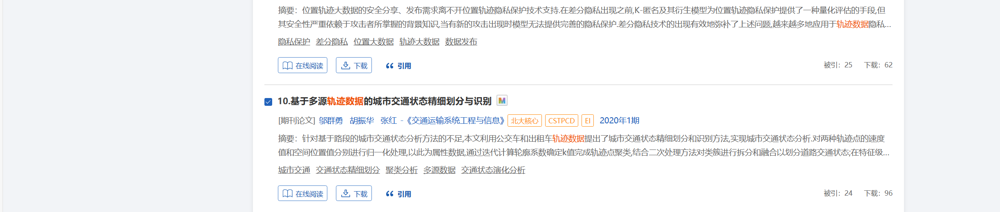 摘要：位置轨迹大数据的安全分享、发布需求离不开位置轨迹隐私保护技术支持.在差分隐私出现之前,K-匿名及其衍生模型为位置轨迹隐私保护提供了一种量化评估的手段,但
其安全性严重依赖于攻击者所掌握的背景知识,当有新的攻击出现时模型无法提供完善的隐私保护.差分隐私技术的出现有效地弥补了上述问题,越来越多地应用于轨迹数据隐私...
隐私保护 差分隐私 位置大数据 轨迹大数据 数据发布
在线阅读 下载 引用 被引：25 下载：62
10.基于多源轨迹数据的城市交通状态精细划分与识别 M
[期刊论文] 邬群勇 胡振华 张红 -《交通运输系统工程与信息》 北大核心 CSTPCD EI 2020年1期
摘要：针对基于路段的城市交通状态分析方法的不足,本文利用公交车和出租车轨迹数据提出了城市交通状态精细划分和识别方法,实现城市交通状态分析.对两种轨迹点的速度
值和空间位置值分别进行归一化处理,以此为属性数据,通过迭代计算轮廓系数确定k值完成轨迹点聚类,结合二次处理方法对类簇进行拆分和融合以划分道路交通状态;在特征级...
城市交通 交通状态精细划分 聚类分析 多源数据 交通状态演化分析
在线阅读 下载 引用 被引：24 下载：96